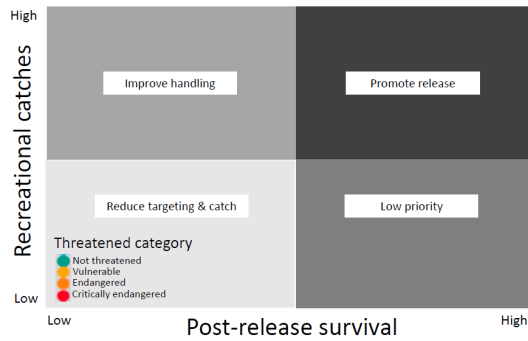 High
Recreational catches
Improve handling
Promote release
Reduce targeting & catch
Low priority
Threatened category
Not threatened
Vulnerable
Endangered
Critically endangered
Low
Low
Post-release survival
High